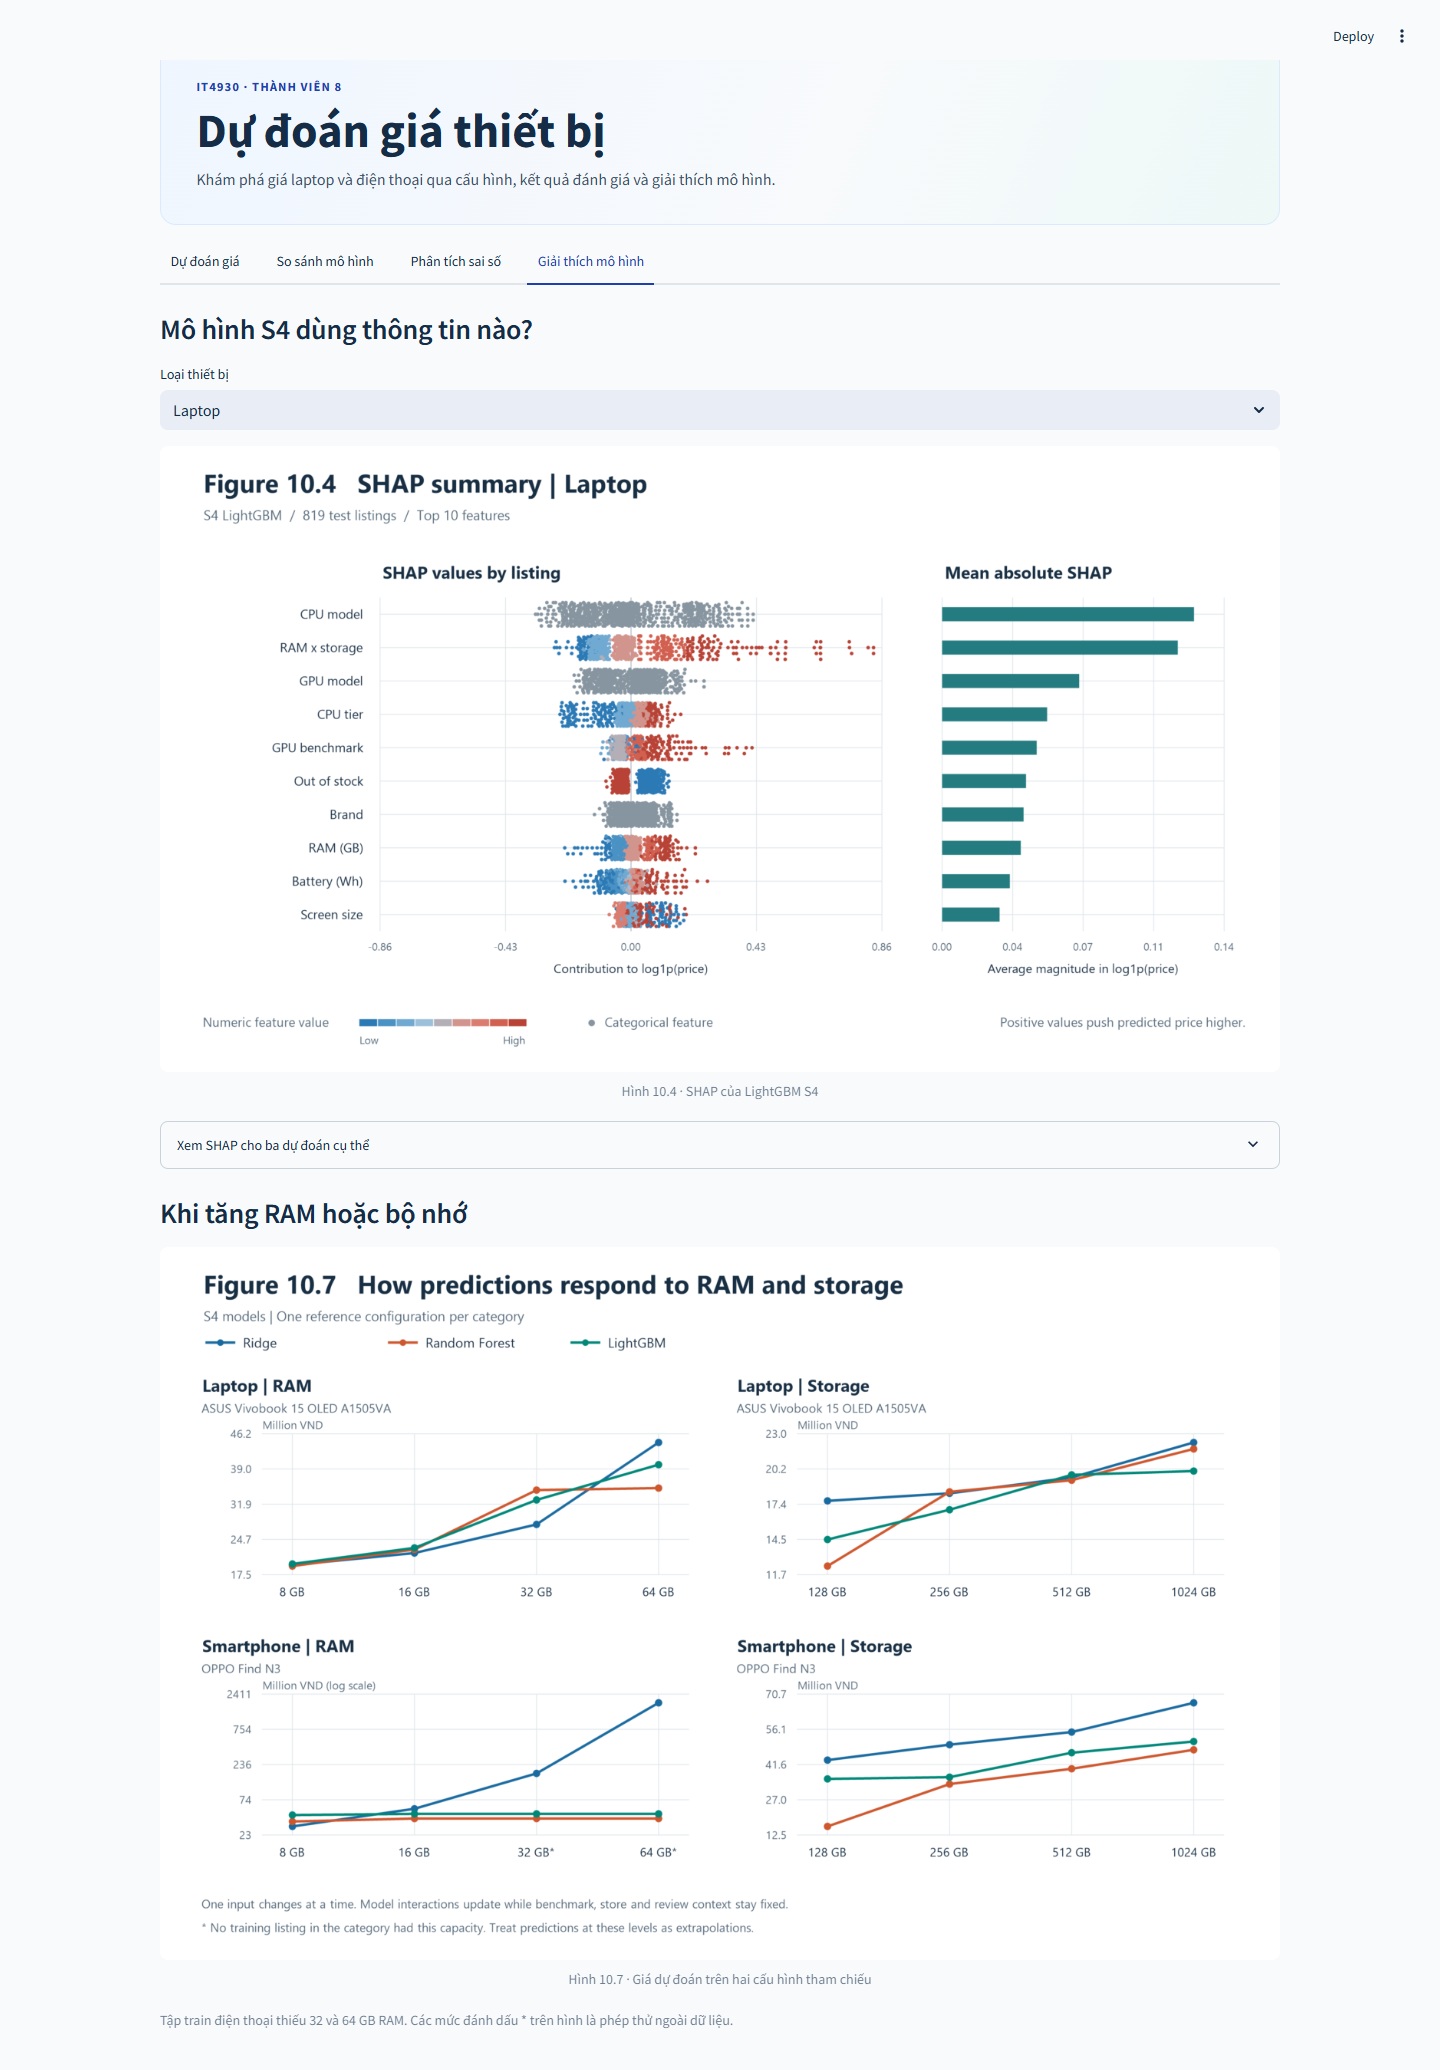 Deploy
IT4930 · THÀNH VIÊN 8
Dự đoán giá thiết bị
Khám phá giá laptop và điện thoại qua cấu hình, kết quả đánh giá và giải thích mô hình.
Dự đoán giá So sánh mô hình Phân tích sai số Giải thích mô hình
Mô hình S4 dùng thông tin nào?
Loại thiết bị
Laptop
Figure 10.4 SHAP summary | Laptop
S4 LightGBM / 819 test listings / Top 10 features
SHAP values by listing
CPU model
RAM x storage
GPU model
CPU tier
GPU benchmark
Out of stock
Brand
RAM (GB)
Battery (Wh)
Screen size
-0.86 -0.43 0.00 0.43 0.86
Contribution to log1p(price)
Mean absolute SHAP
0.00 0.04 0.07 0.11 0.14
Average magnitude in log1p(price)
Numeric feature value
Low High
Categorical feature
Positive values push predicted price higher.
Hình 10.4 · SHAP của LightGBM S4
Xem SHAP cho ba dự đoán cụ thể
Khi tăng RAM hoặc bộ nhớ
Figure 10.7 How predictions respond to RAM and storage
S4 models | One reference configuration per category
Ridge Random Forest LightGBM
Laptop | RAM
ASUS Vivobook 15 OLED A1505VA
Million VND
46.2
39.0
31.9
24.7
17.5
8 GB 16 GB 32 GB 64 GB
Laptop | Storage
ASUS Vivobook 15 OLED A1505VA
Million VND
23.0
20.2
17.4
14.5
11.7
128 GB 256 GB 512 GB 1024 GB
Smartphone | RAM
OPPO Find N3
Million VND (log scale)
2411
754
236
74
23
8 GB 16 GB 32 GB* 64 GB*
Smartphone | Storage
OPPO Find N3
Million VND
70.7
56.1
41.6
27.0
12.5
128 GB 256 GB 512 GB 1024 GB
One input changes at a time. Model interactions update while benchmark, store and review context stay fixed.
* No training listing in the category had this capacity. Treat predictions at these levels as extrapolations.
Hình 10.7 · Giá dự đoán trên hai cấu hình tham chiếu
Tập train điện thoại thiếu 32 và 64 GB RAM. Các mức đánh dấu * trên hình là phép thử ngoài dữ liệu.